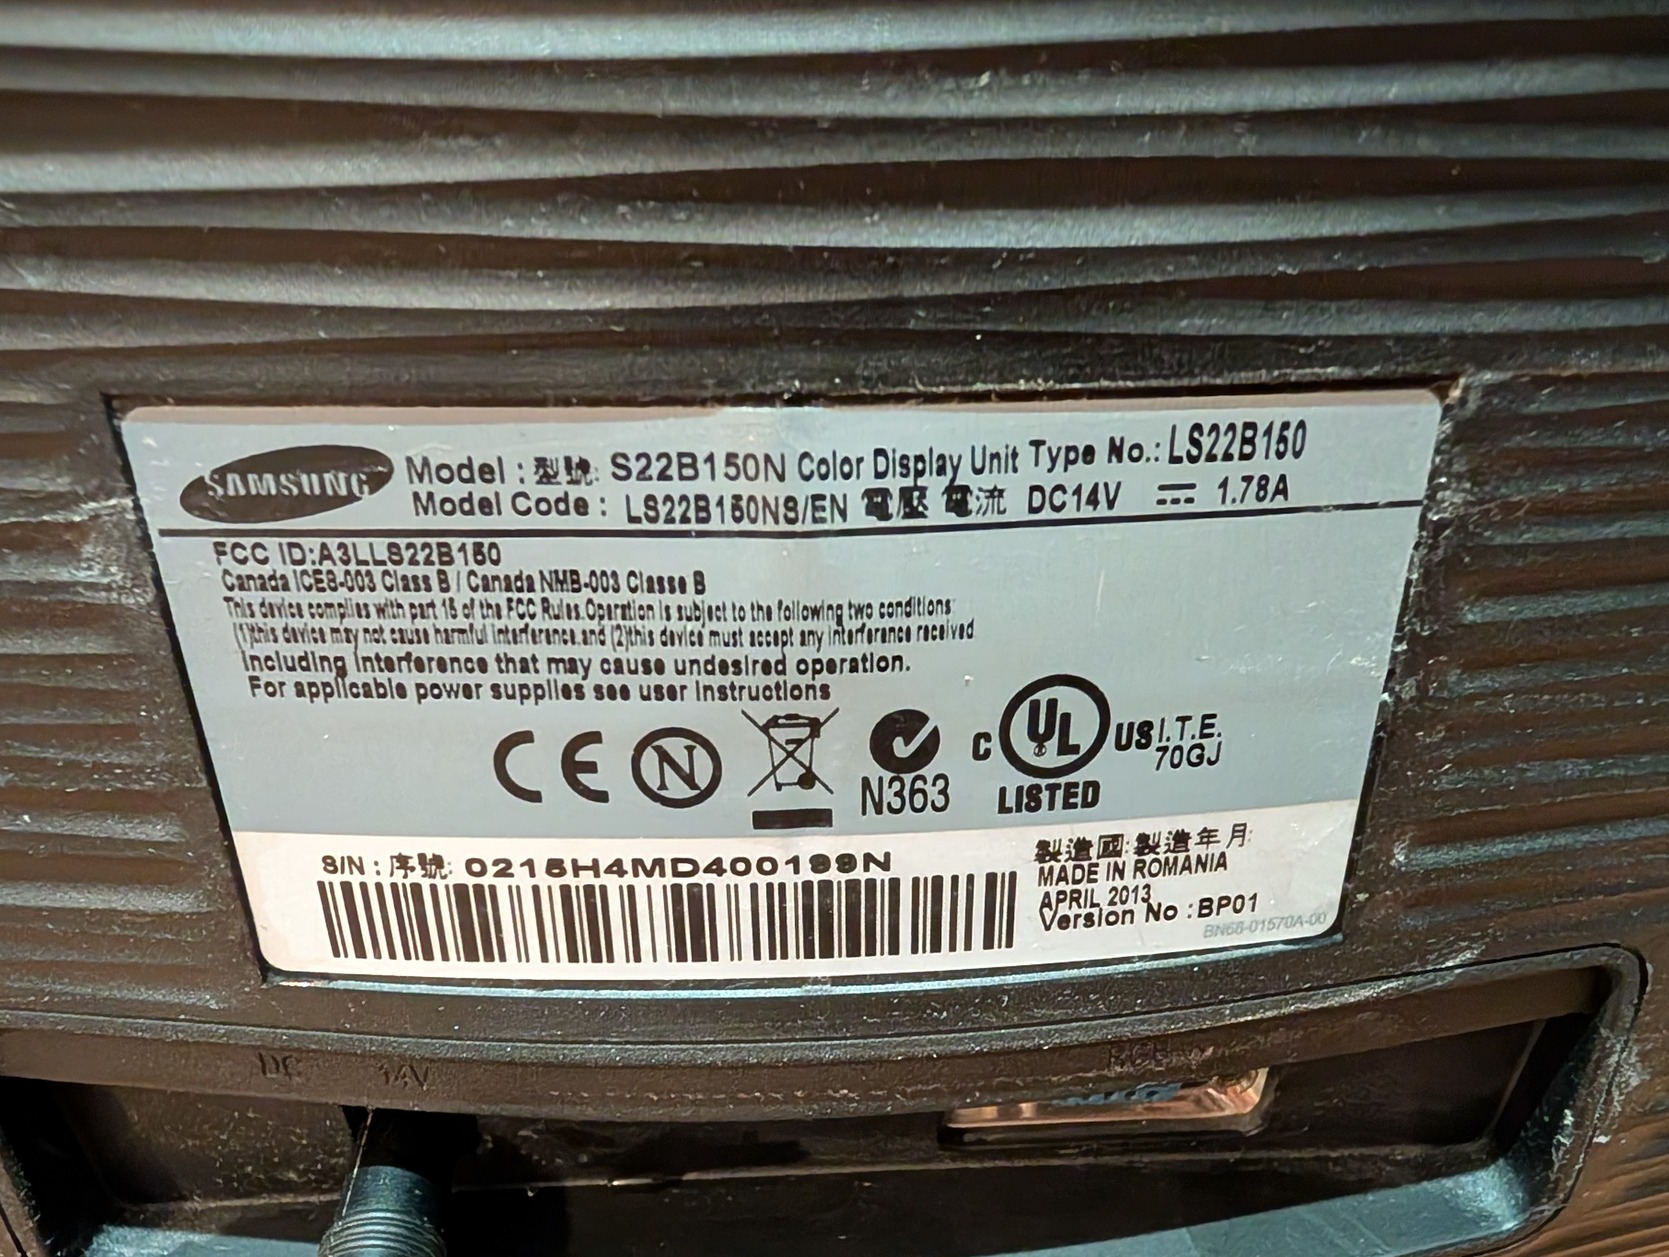 SAMSUNG Model : 型號: S22B150N Color Display Unit Type No.: LS22B150
Model Code : LS22B150NS/EN 電壓 電流 DC14V ⎓ 1.78A
FCC ID:A3LLS22B150
Canada ICES-003 Class B / Canada NMB-003 Classe B
This device complies with part 15 of the FCC Rules.Operation is subject to the following two conditions:
(1)this device may not cause harmful interference.and (2)this device must accept any interference received
including interference that may cause undesired operation.
For applicable power supplies see user instructions
CE N N363 C UL US I.T.E.
70GJ
LISTED
S/N : 序號: 0215H4MD400199N
製造國: 製造年月:
MADE IN ROMANIA
APRIL 2013
Version No : BP01
BN68-01570A-00
DC 14V